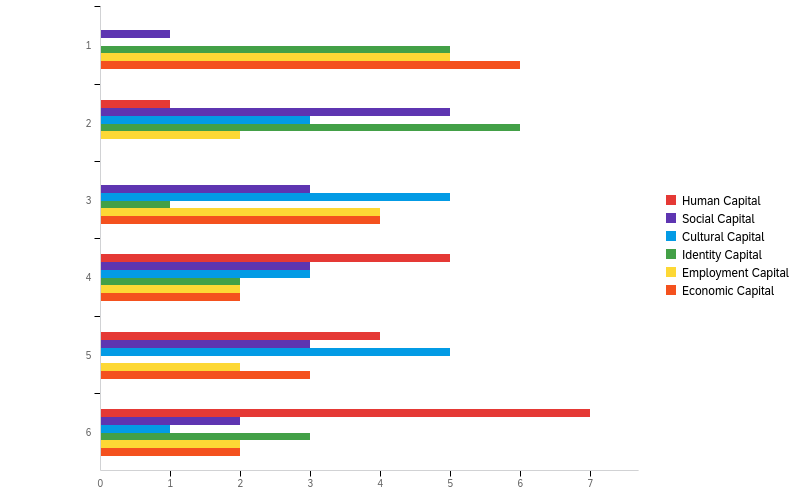 1
2
3
4
5
6
0 1 2 3 4 5 6 7
Human Capital
Social Capital
Cultural Capital
Identity Capital
Employment Capital
Economic Capital